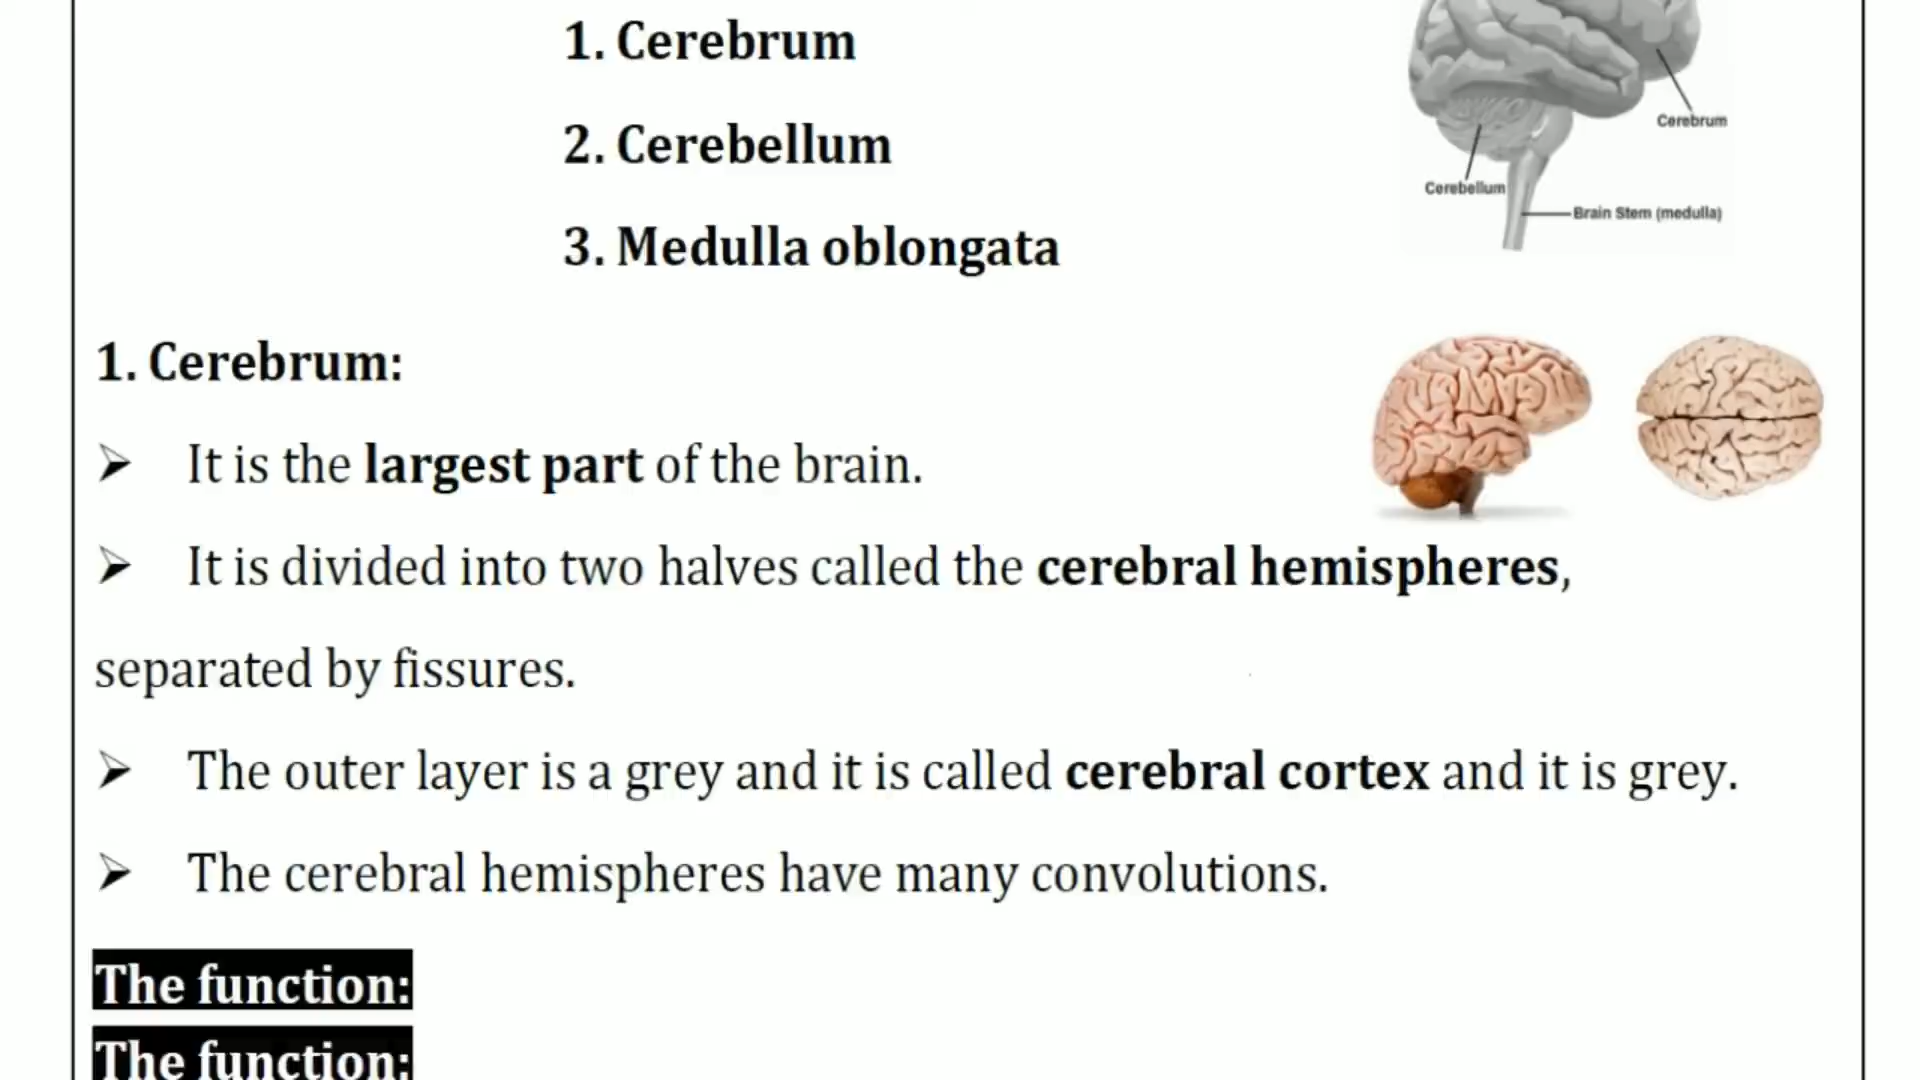 1. Cerebrum
Cerebrum
2. Cerebellum
Cerebellum
Brain Stem (medulla)
3. Medulla oblongata
1. Cerebrum:
➢ It is the largest part of the brain.
➢ It is divided into two halves called the cerebral hemispheres,
separated by fissures.
➢ The outer layer is a grey and it is called cerebral cortex and it is grey.
➢ The cerebral hemispheres have many convolutions.
The function:
The function: